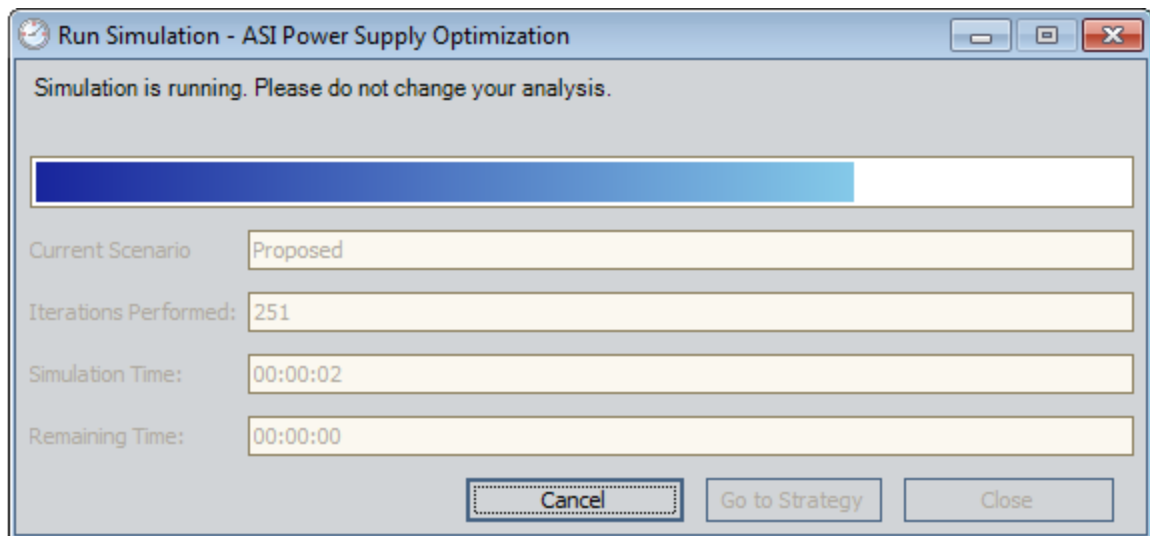 Run Simulation - ASI Power Supply Optimization
Simulation is running. Please do not change your analysis.
Current Scenario Proposed
Iterations Performed: 251
Simulation Time: 00:00:02
Remaining Time: 00:00:00
Cancel Go to Strategy Close